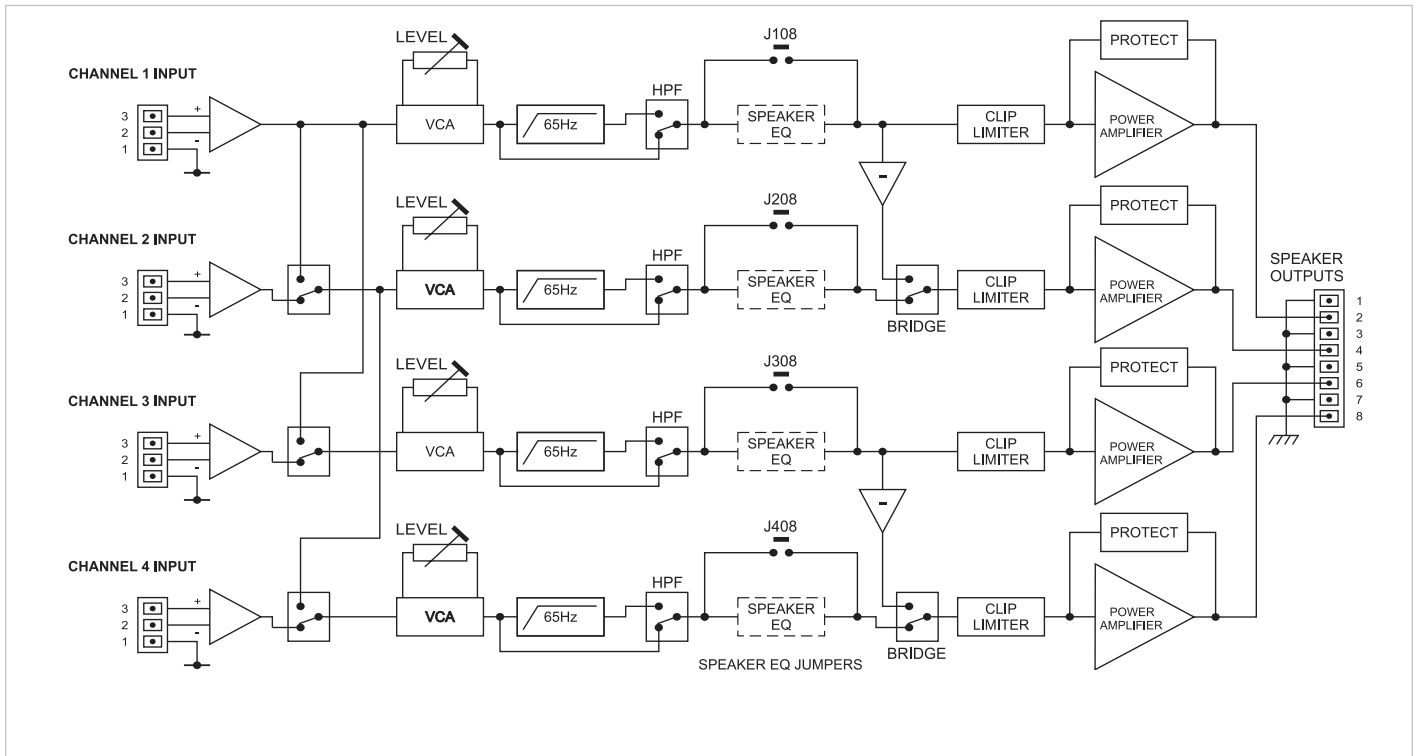 J108
LEVEL
PROTECT
CHANNEL 1 INPUT
HPF
3
+
2
-
1
VCA
65Hz
SPEAKER
EQ
CLIP
LIMITER
POWER
AMPLIFIER
-
LEVEL
J208
PROTECT
CHANNEL 2 INPUT
HPF
3
+
2
-
1
VCA
65Hz
SPEAKER
EQ
BRIDGE
CLIP
LIMITER
POWER
AMPLIFIER
SPEAKER
OUTPUTS
1
2
3
4
5
6
7
8
LEVEL
J308
PROTECT
CHANNEL 3 INPUT
HPF
3
+
2
-
1
VCA
65Hz
SPEAKER
EQ
CLIP
LIMITER
POWER
AMPLIFIER
-
LEVEL
J408
PROTECT
CHANNEL 4 INPUT
HPF
3
+
2
-
1
VCA
65Hz
SPEAKER
EQ
BRIDGE
CLIP
LIMITER
POWER
AMPLIFIER
SPEAKER EQ JUMPERS